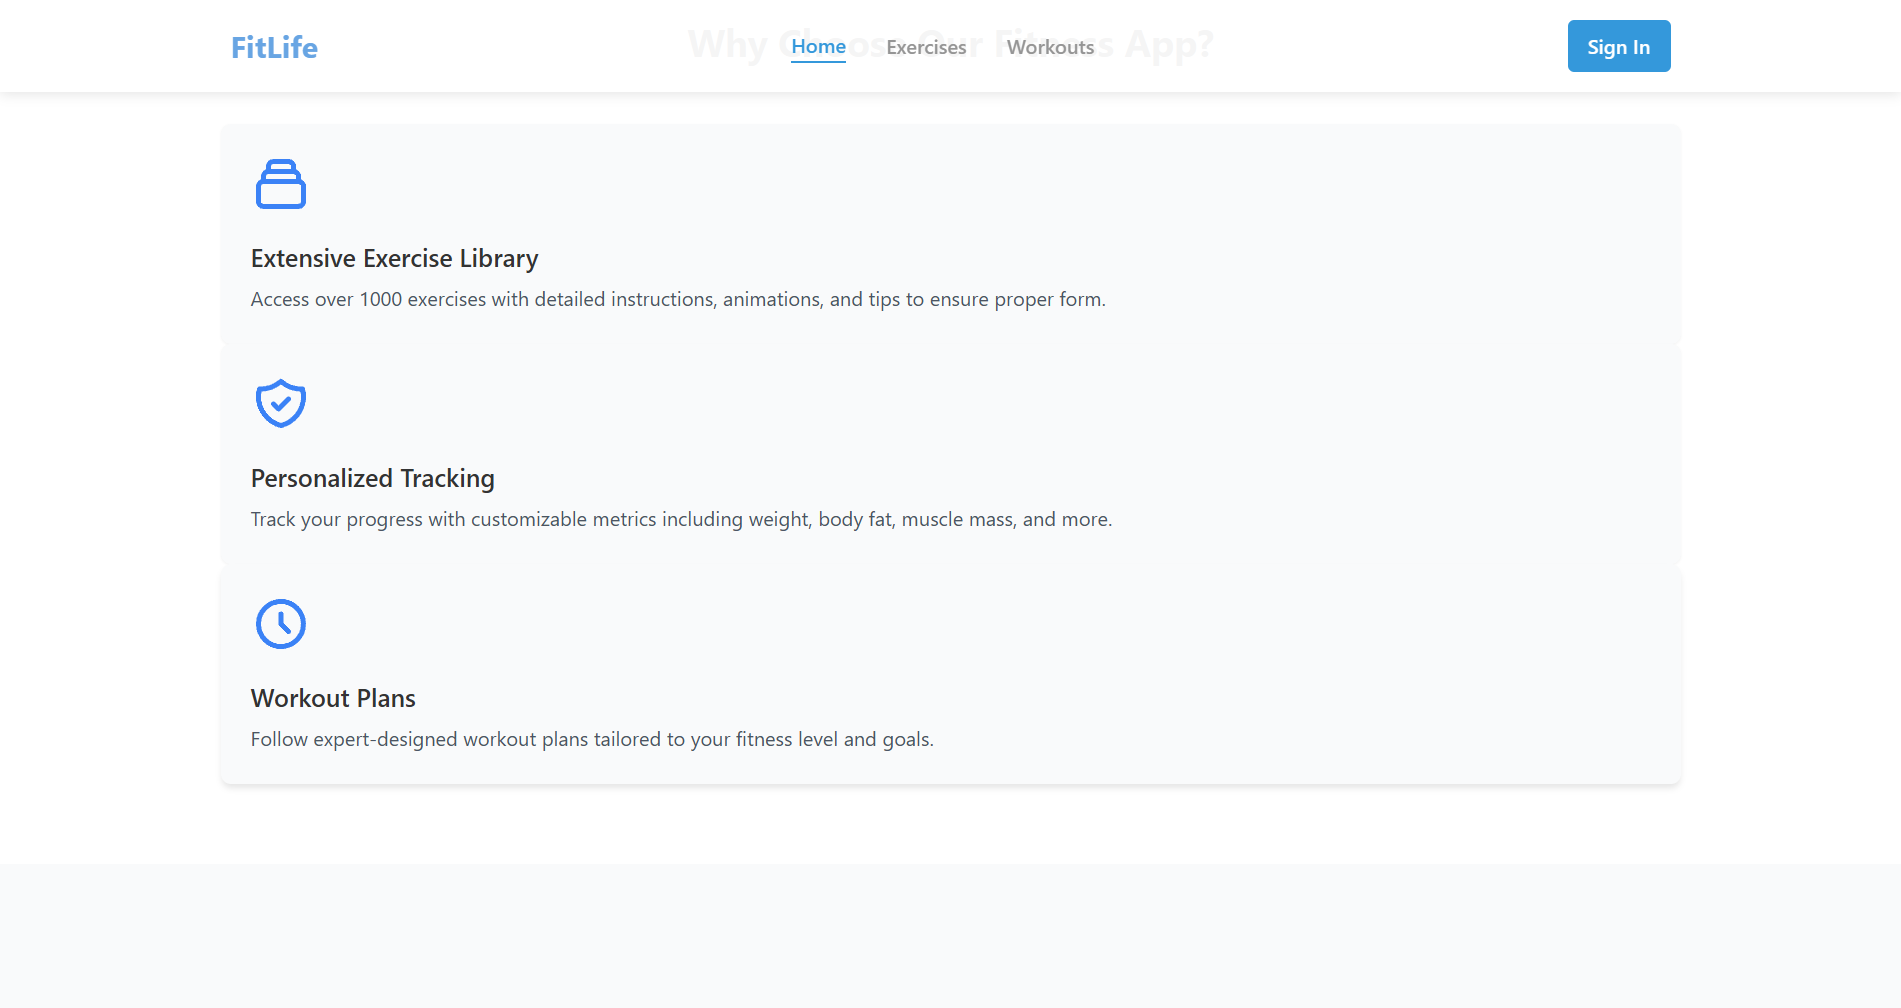 Why Choose Our Fitness App?
FitLife
Home
Exercises
Workouts
Sign In
Extensive Exercise Library
Access over 1000 exercises with detailed instructions, animations, and tips to ensure proper form.
Personalized Tracking
Track your progress with customizable metrics including weight, body fat, muscle mass, and more.
Workout Plans
Follow expert-designed workout plans tailored to your fitness level and goals.